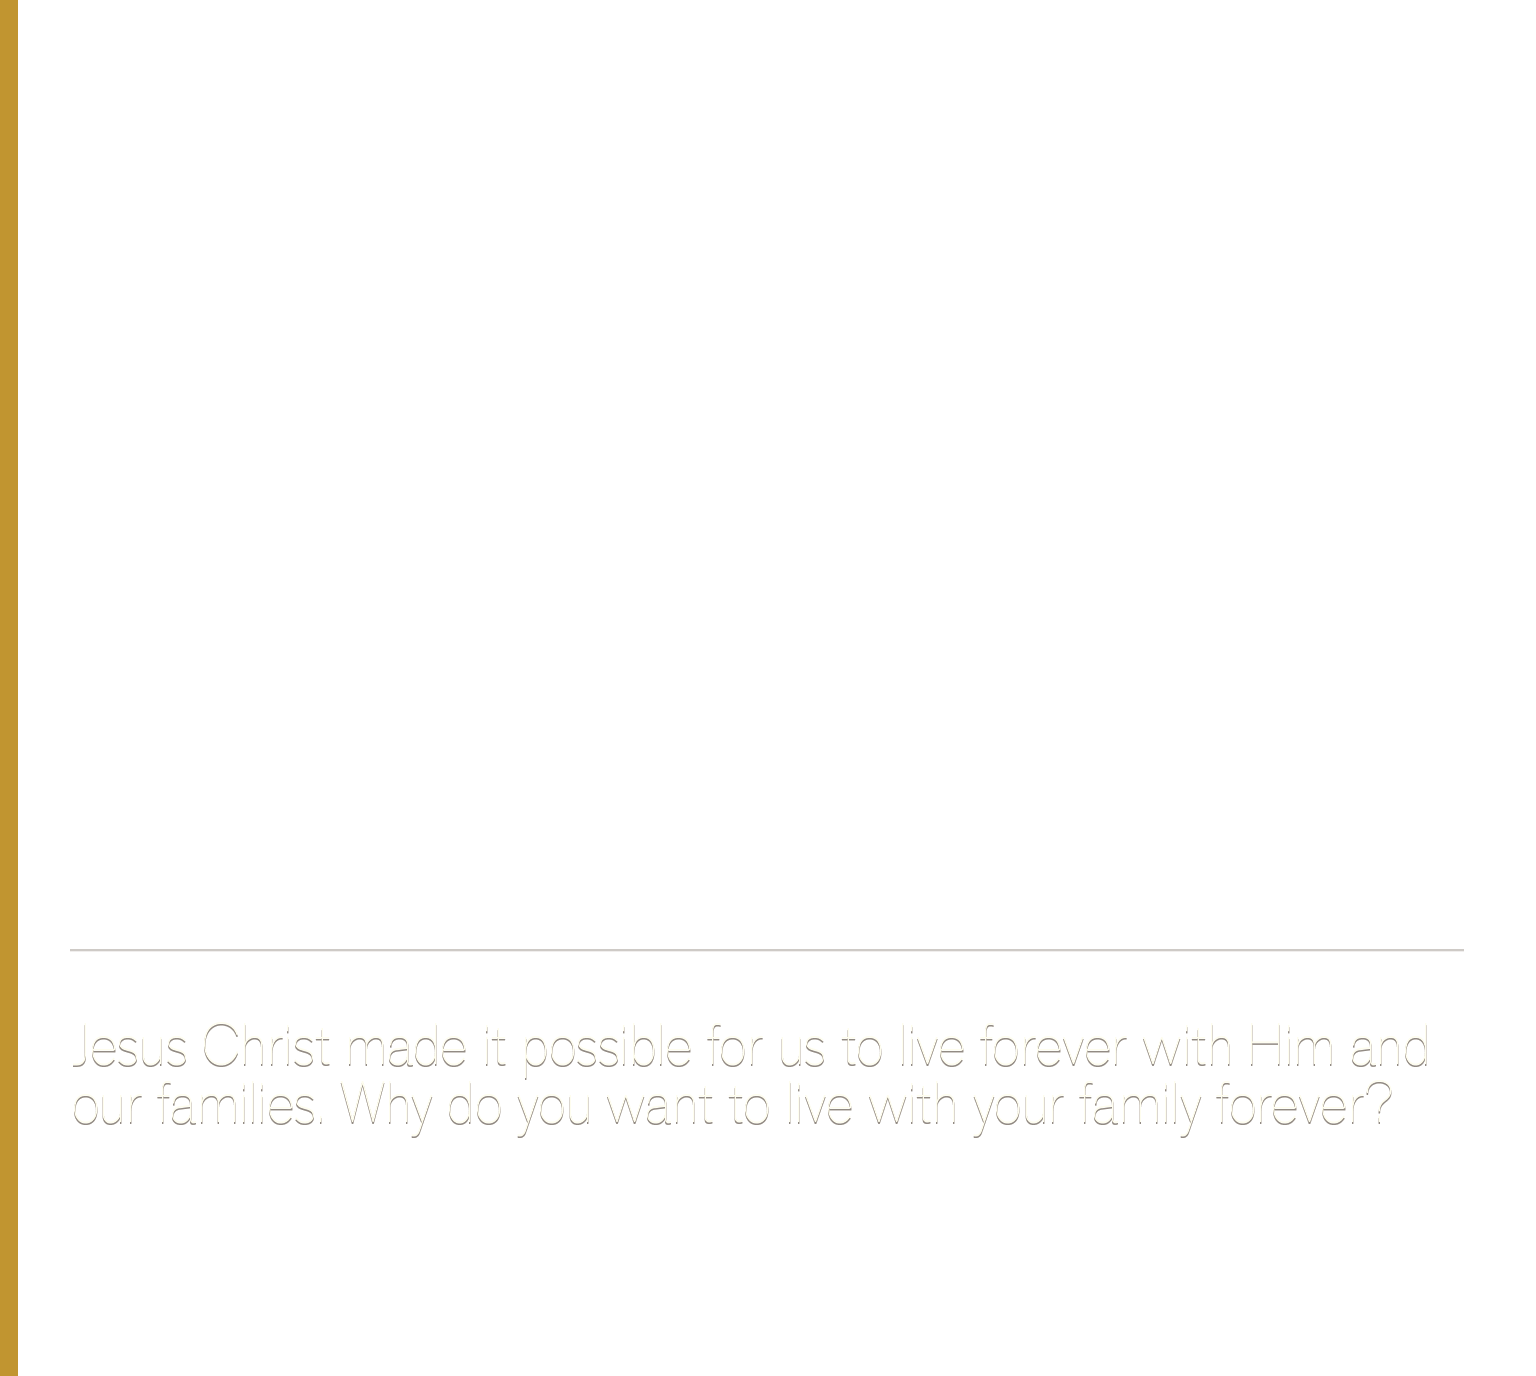 Jesus Christ made it possible for us to live forever with Him and
our families. Why do you want to live with your family forever?